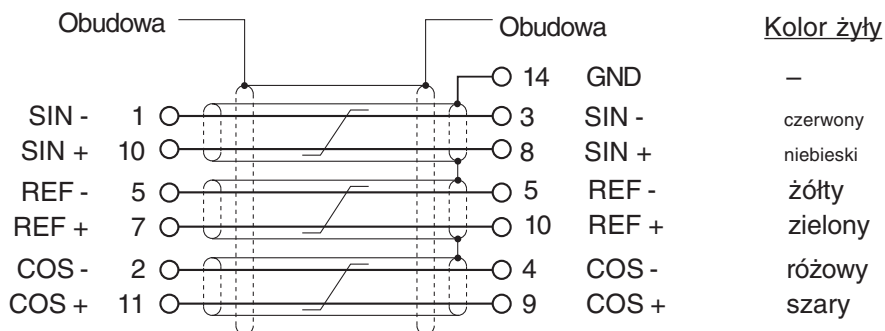 Obudowa Obudowa Kolor żyły
14 GND –
SIN - 1 3 SIN - czerwony
SIN + 10 8 SIN + niebieski
REF - 5 5 REF - żółty
REF + 7 10 REF + zielony
COS - 2 4 COS - różowy
COS + 11 9 COS + szary